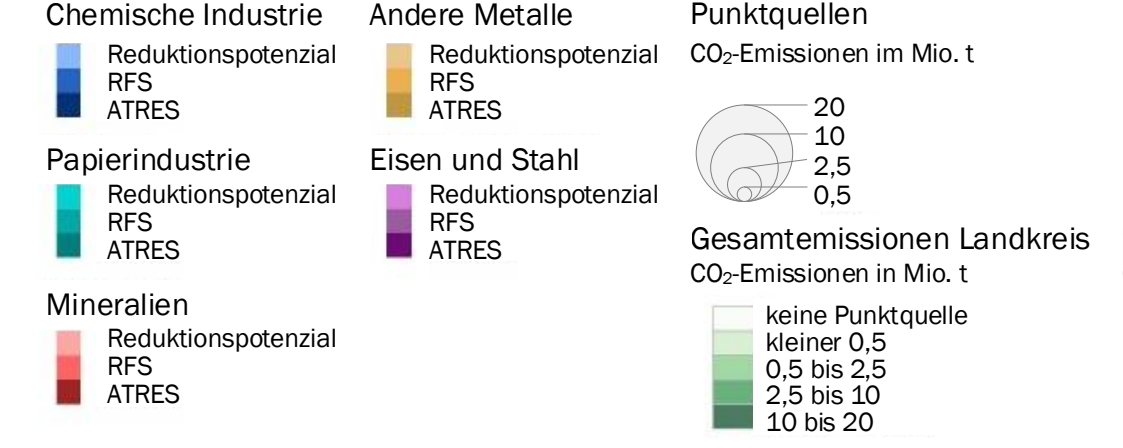 Chemische Industrie
Reduktionspotenzial
RFS
ATRES
Papierindustrie
Reduktionspotenzial
RFS
ATRES
Mineralien
Reduktionspotenzial
RFS
ATRES
Andere Metalle
Reduktionspotenzial
RFS
ATRES
Eisen und Stahl
Reduktionspotenzial
RFS
ATRES
Punktquellen
CO₂-Emissionen im Mio. t
20
10
2,5
0,5
Gesamtemissionen Landkreis
CO₂-Emissionen in Mio. t
keine Punktquelle
kleiner 0,5
0,5 bis 2,5
2,5 bis 10
10 bis 20